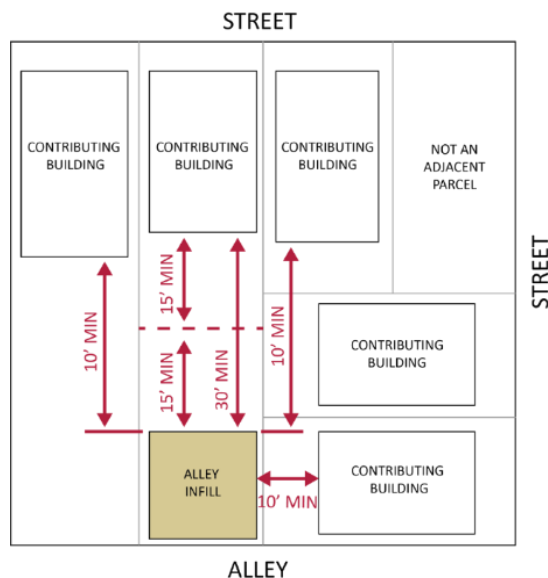 STREET
CONTRIBUTING
BUILDING
CONTRIBUTING
BUILDING
CONTRIBUTING
BUILDING
NOT AN
ADJACENT
PARCEL
STREET
10’ MIN
15’ MIN
15’ MIN
30’ MIN
10’ MIN
CONTRIBUTING
BUILDING
ALLEY
INFILL
10’ MIN
CONTRIBUTING
BUILDING
ALLEY